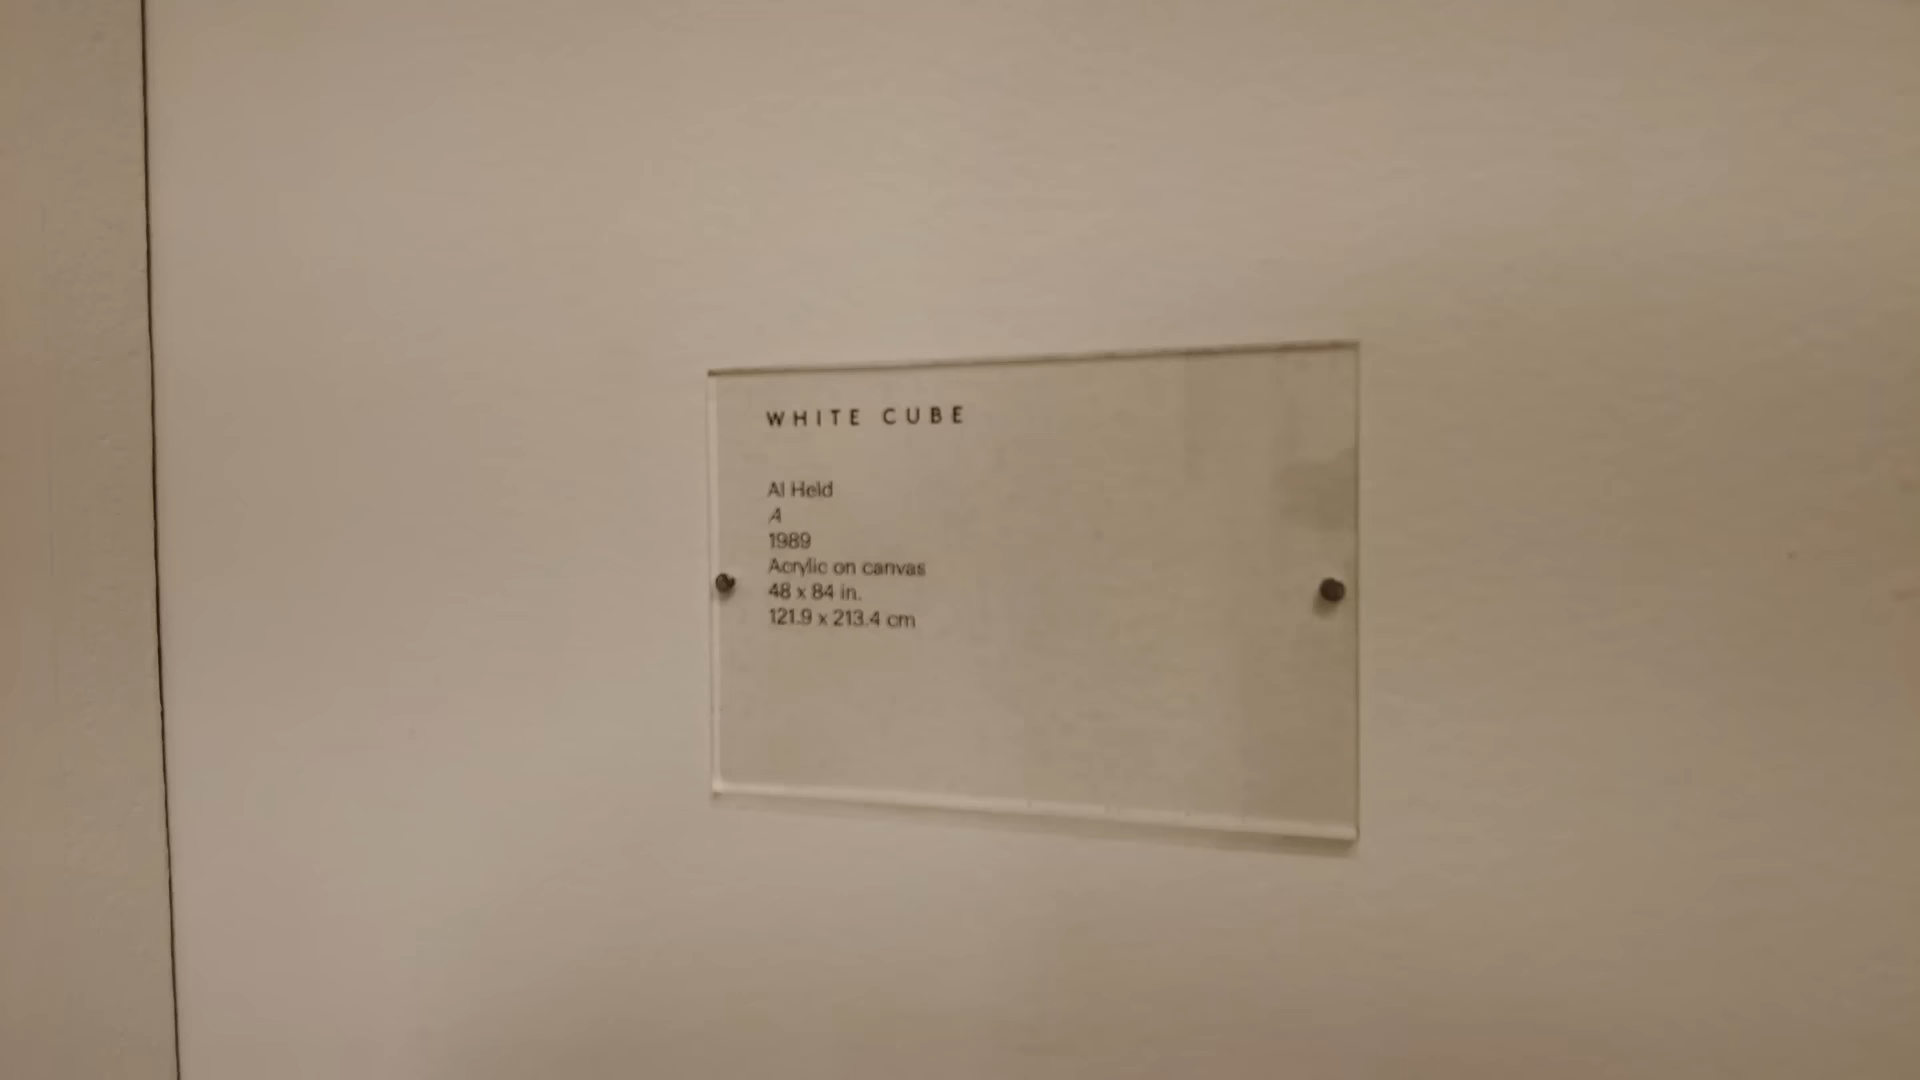 WHITE CUBE
Al Held
A
1989
Acrylic on canvas
48 x 84 in.
121.9 x 213.4 cm